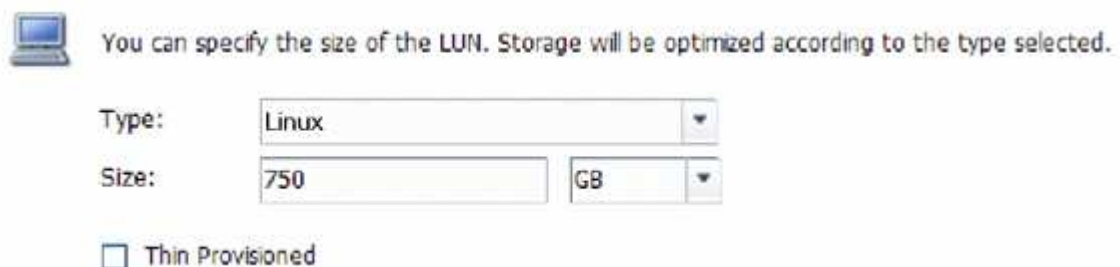 You can specify the size of the LUN. Storage will be optimized according to the type selected.
Type: Linux
Size: 750 GB
Thin Provisioned